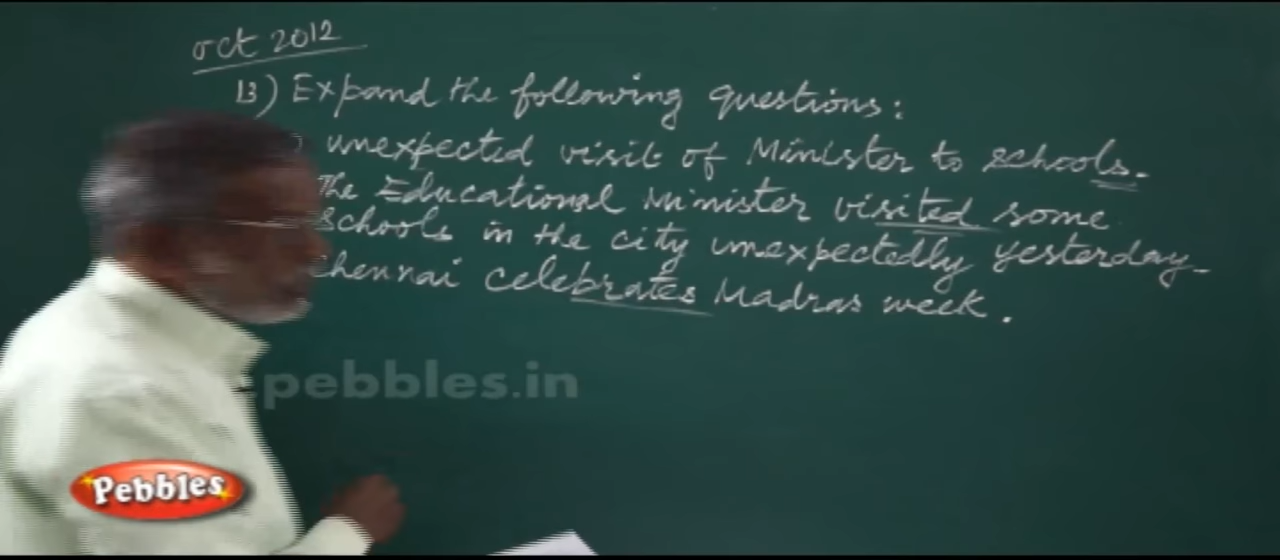 oct 2012
13) Expand the following questions:
) unexpected visit of Minister to schools.
The Educational Minister visited some
schools in the city unexpectedly yesterday.
chennai celebrates Madras week.
pebbles.in
Pebbles